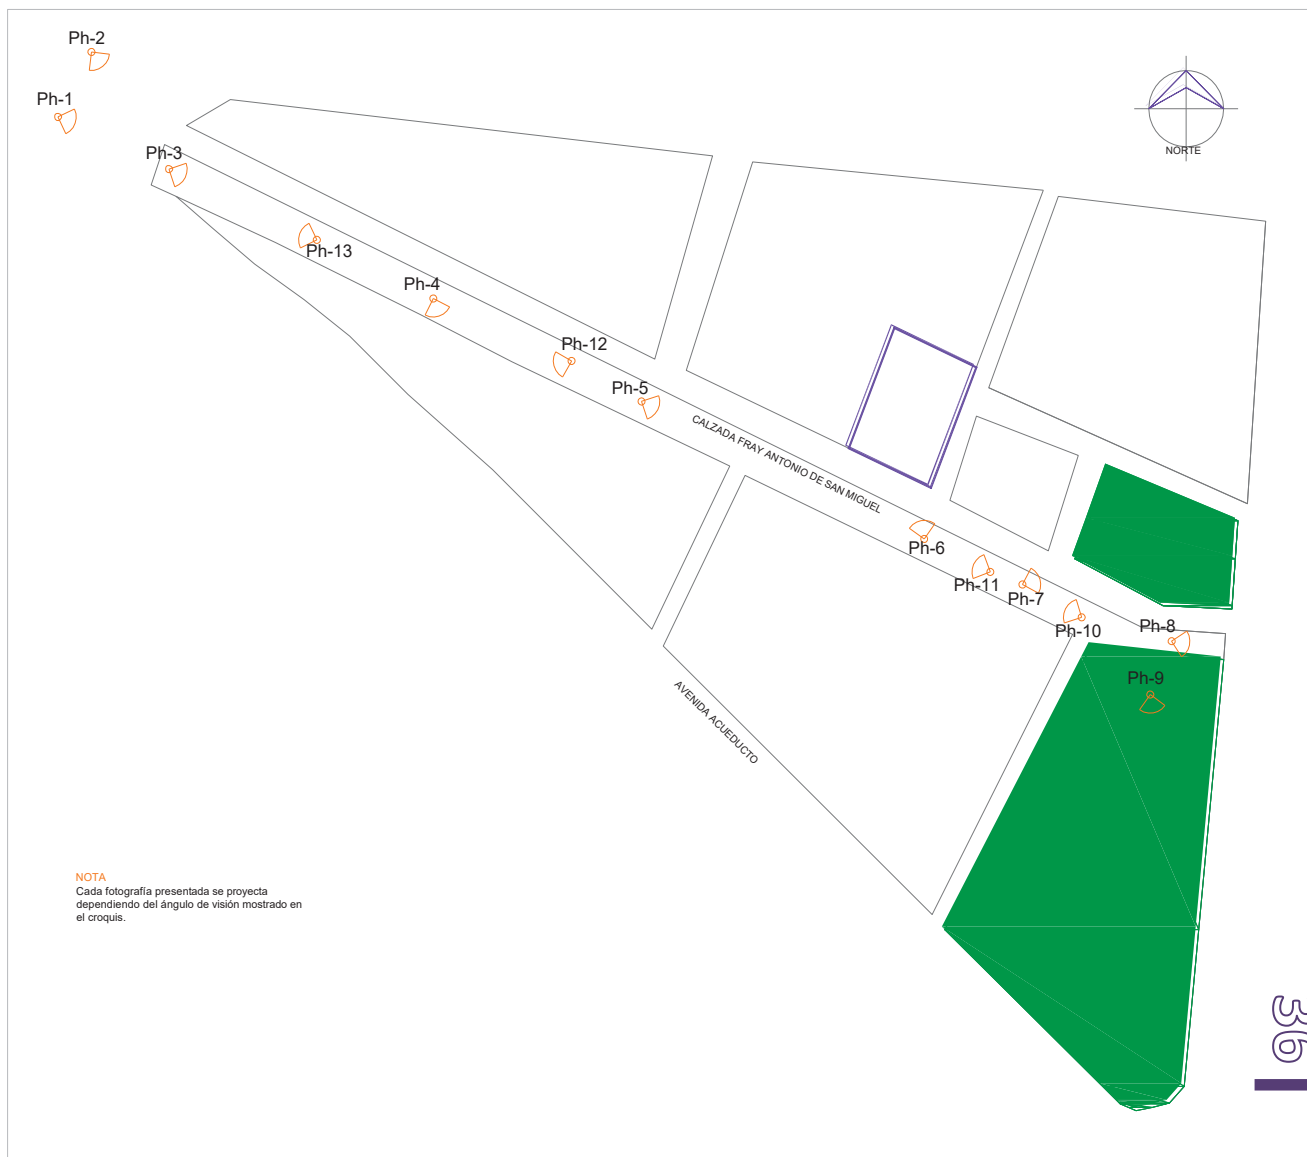 Ph-2
Ph-1
NORTE
Ph-3
Ph-13
Ph-4
Ph-12
Ph-5
CALZADA FRAY ANTONIO DE SAN MIGUEL
Ph-6
Ph-11
Ph-7
Ph-10
Ph-8
Ph-9
AVENIDA ACUEDUCTO
NOTA
Cada fotografía presentada se proyecta
dependiendo del ángulo de visión mostrado en
el croquis.
36